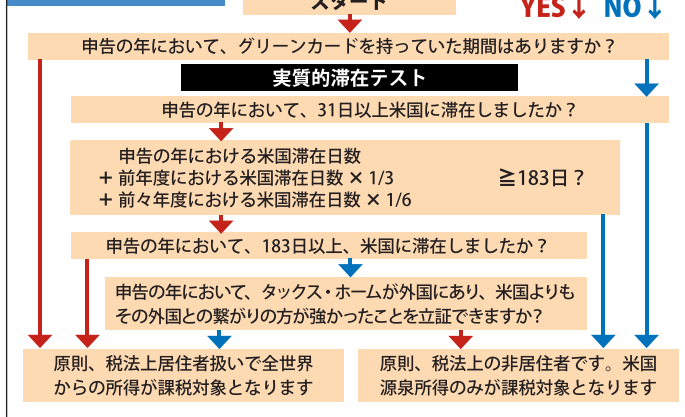 スタート
YES↓ NO↓
申告の年において、グリーンカードを持っていた期間はありますか？
実質的滞在テスト
申告の年において、31日以上米国に滞在しましたか？
申告の年における米国滞在日数
＋ 前年度における米国滞在日数 × 1/3 ≧183日？
＋ 前々年度における米国滞在日数 × 1/6
申告の年において、183日以上、米国に滞在しましたか？
申告の年において、タックス・ホームが外国にあり、米国よりも
その外国との繋がりの方が強かったことを立証できますか？
原則、税法上居住者扱いで全世界
からの所得が課税対象となります
原則、税法上の非居住者です。米国
源泉所得のみが課税対象となります